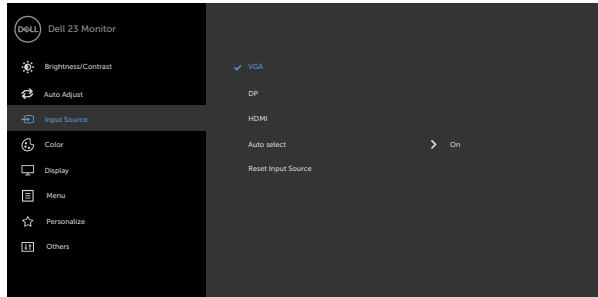 DELL Dell 23 Monitor
Brightness/Contrast
VGA
Auto Adjust
DP
Input Source
HMDI
Color
Auto select On
Display
Reset Input Source
Menu
Personalize
Others